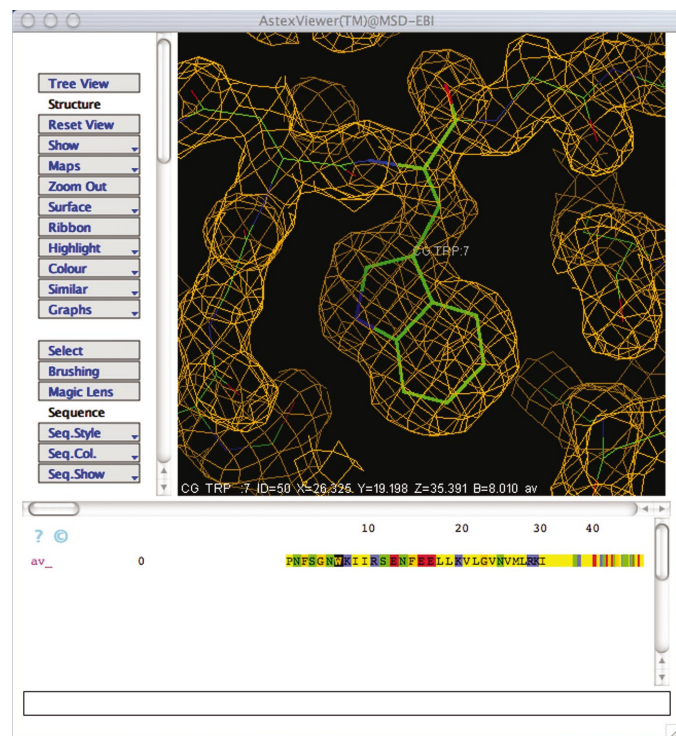 AstexViewer(TM)@MSD-EBI
Tree View
Structure
Reset View
Show
Maps
Zoom Out
Surface
Ribbon
Highlight
Colour
Similar
Graphs
Select
Brushing
Magic Lens
Sequence
Seq.Style
Seq.Col.
Seq.Show
CG TRP:7
CG TRP :7 ID=50 X=26.325 Y=19.198 Z=35.391 B=8.010 av
? ©
10 20 30 40
av_ 0 PNFSGNWKIIRSENFEELLKVLGVNVMLRKI